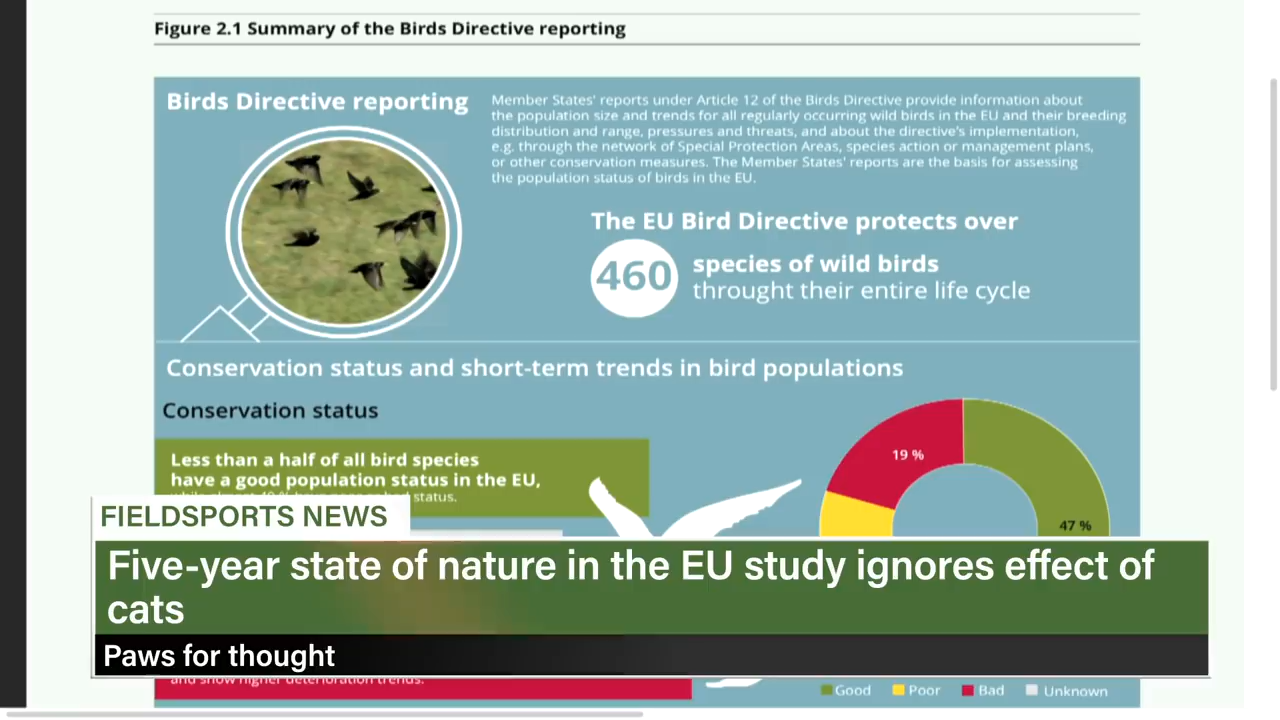 Figure 2.1 Summary of the Birds Directive reporting
Birds Directive reporting
Member States' reports under Article 12 of the Birds Directive provide information about
the population size and trends for all regularly occurring wild birds in the EU and their breeding
distribution and range, pressures and threats, and about the directive's implementation,
e.g. through the network of Special Protection Areas, species action or management plans,
or other conservation measures. The Member States' reports are the basis for assessing
the population status of birds in the EU.
The EU Bird Directive protects over
460
species of wild birds
throught their entire life cycle
Conservation status and short-term trends in bird populations
Conservation status
Less than a half of all bird species
have a good population status in the EU,
status.
19 %
47 %
FIELDSPORTS NEWS
Five-year state of nature in the EU study ignores effect of
cats
Paws for thought
and show higher deterioration trends.
Good
Poor
Bad
Unknown